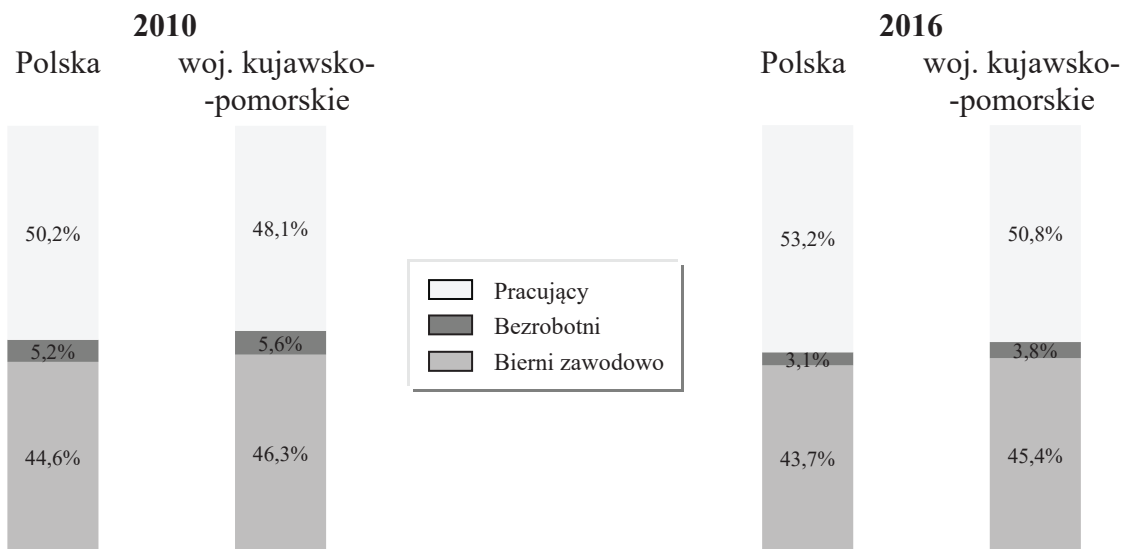 2010
Polska
woj. kujawsko-
-pomorskie
50,2%
48,1%
5,2%
5,6%
44,6%
46,3%
Pracujący
Bezrobotni
Bierni zawodowo
2016
Polska
woj. kujawsko-
-pomorskie
53,2%
50,8%
3,1%
3,8%
43,7%
45,4%